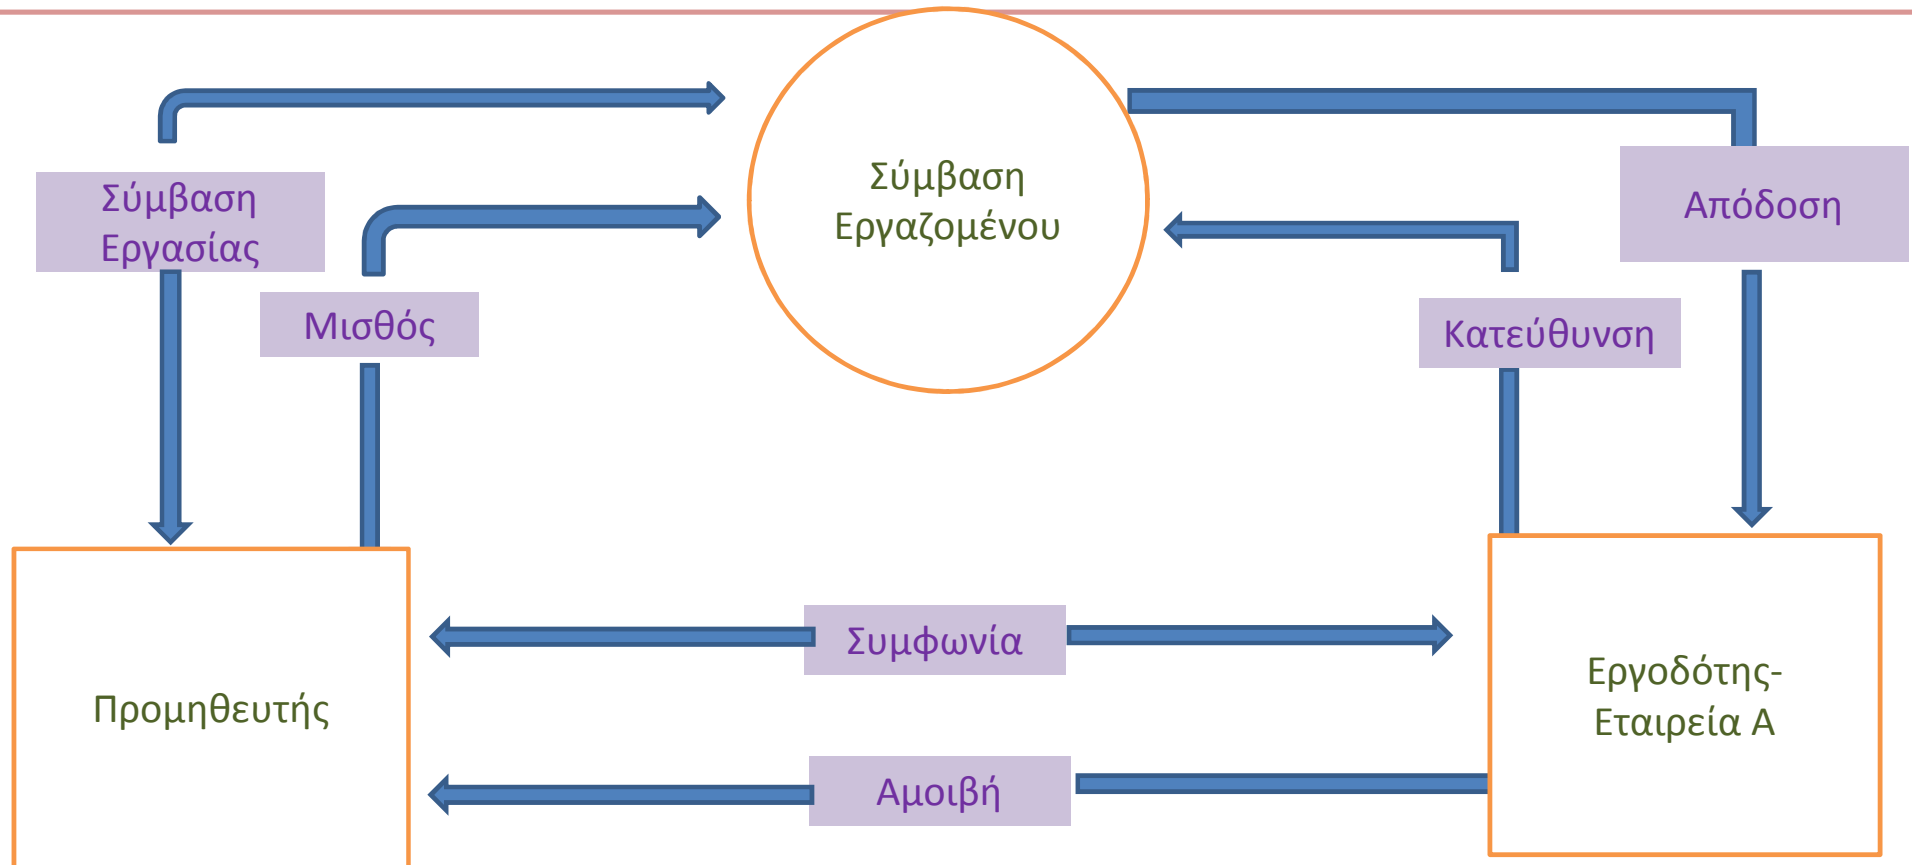 Σύμβαση
Εργαζομένου
Σύμβαση
Εργασίας
Απόδοση
Μισθός
Κατεύθυνση
Συμφωνία
Προμηθευτής
Εργοδότης-
Εταιρεία Α
Αμοιβή